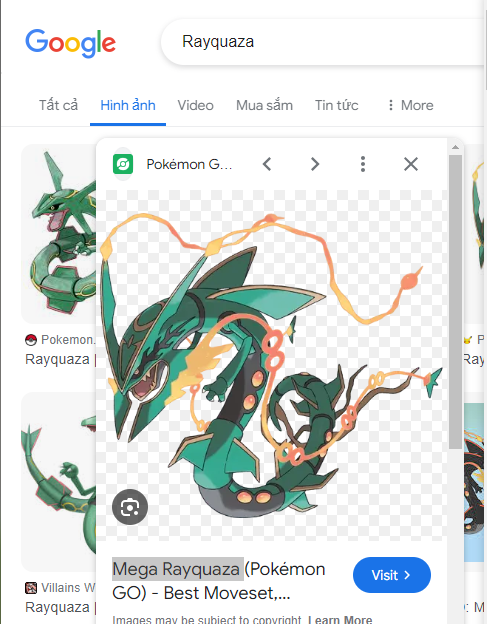 Google
Rayquaza
Tất cả
Hình ảnh
Video
Mua sắm
Tin tức
More
Pokémon G...
Pokemon.
Rayquaza |
Villains W
Rayquaza |
Mega Rayquaza (Pokémon
GO) - Best Moveset,...
Visit
Images may be subject to copyright. Learn More
P
: M